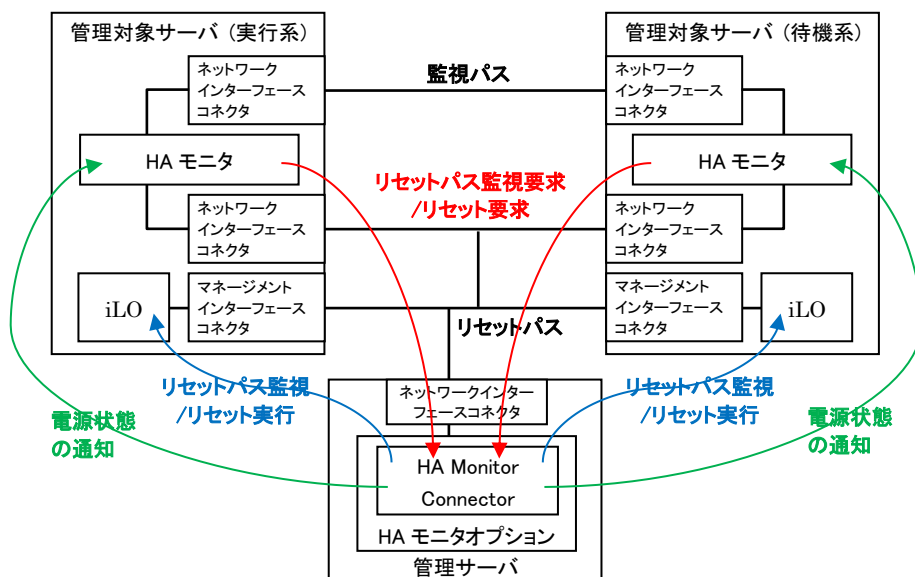 管理対象サーバ（実行系）
ネットワーク
インターフェース
コネクタ
HA モニタ
ネットワーク
インターフェース
コネクタ
iLO
マネージメント
インターフェース
コネクタ
監視パス
リセットパス監視要求
/リセット要求
リセットパス
管理対象サーバ（待機系）
ネットワーク
インターフェース
コネクタ
HA モニタ
ネットワーク
インターフェース
コネクタ
マネージメント
インターフェース
コネクタ
iLO
リセットパス監視
/リセット実行
電源状態
の通知
ネットワークインター
フェースコネクタ
リセットパス監視
/リセット実行
電源状態
の通知
HA Monitor
Connector
HA モニタオプション
管理サーバ